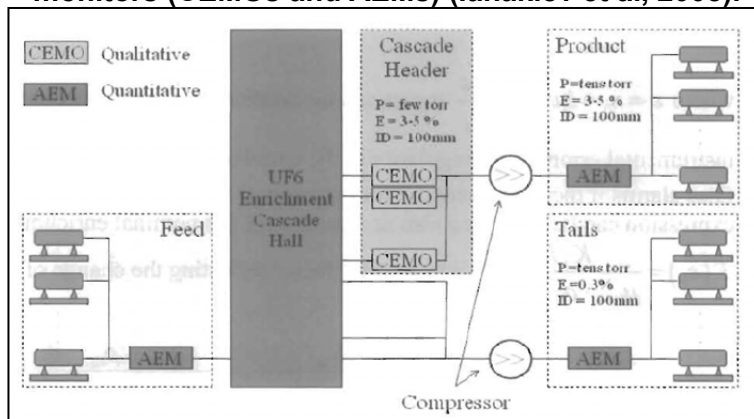 monitors (CEMOs and AEMs) (Ianakiev et al, 2008).
CEMO Qualitative
AEM Quantitative
Cascade
Header
P= few torr
E = 3-5 %
ID = 100mm
CEMO
CEMO
CEMO
UF6
Enrichment
Cascade
Hall
Product
P=tens torr
E = 3-5 %
ID = 100mm
AEM
Feed
AEM
Tails
P=tens torr
E=0.3%
ID = 100mm
AEM
Compressor